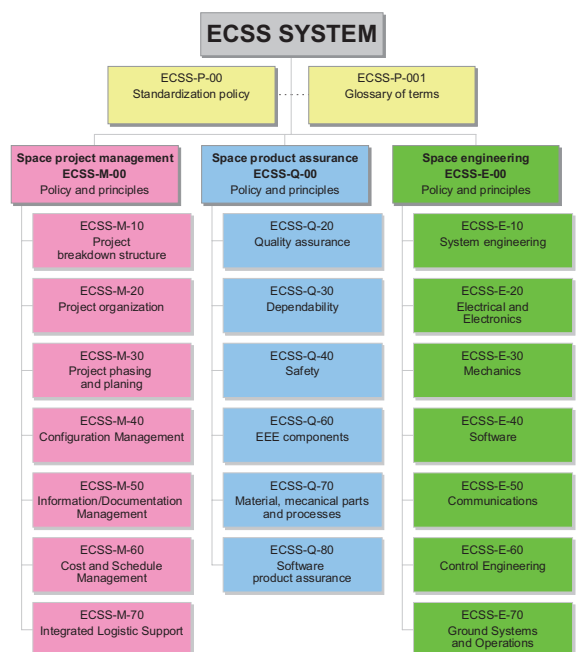 ECSS SYSTEM
ECSS-P-00
Standardization policy
ECSS-P-001
Glossary of terms
Space project management
ECSS-M-00
Policy and principles
Space product assurance
ECSS-Q-00
Policy and principles
Space engineering
ECSS-E-00
Policy and principles
ECSS-M-10
Project
breakdown structure
ECSS-M-20
Project organization
ECSS-M-30
Project phasing
and planing
ECSS-M-40
Configuration Management
ECSS-M-50
Information/Documentation
Management
ECSS-M-60
Cost and Schedule
Management
ECSS-M-70
Integrated Logistic Support
ECSS-Q-20
Quality assurance
ECSS-Q-30
Dependability
ECSS-Q-40
Safety
ECSS-Q-60
EEE components
ECSS-Q-70
Material, mecanical parts
and processes
ECSS-Q-80
Software
product assurance
ECSS-E-10
System engineering
ECSS-E-20
Electrical and
Electronics
ECSS-E-30
Mechanics
ECSS-E-40
Software
ECSS-E-50
Communications
ECSS-E-60
Control Engineering
ECSS-E-70
Ground Systems
and Operations